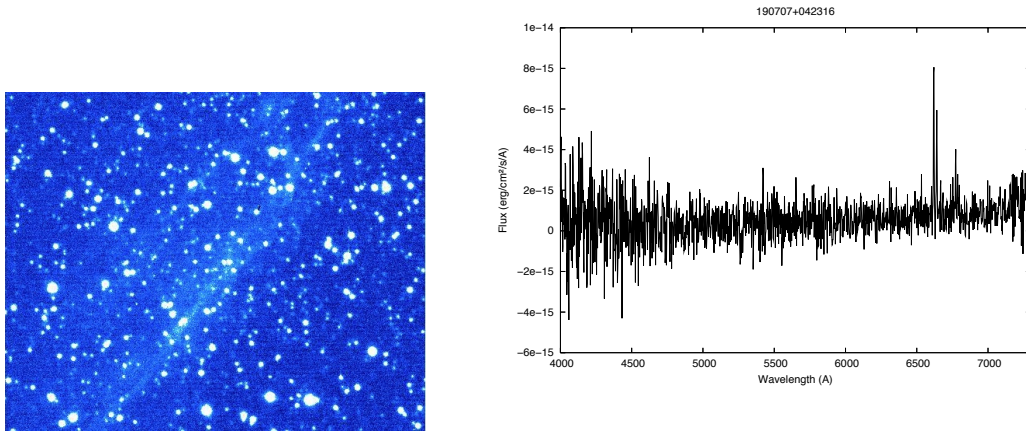 190707+042316
1e-14
8e-15
6e-15
4e-15
2e-15
0
-2e-15
-4e-15
-6e-15
Flux (erg/cm²/s/A)
4000 4500 5000 5500 6000 6500 7000
Wavelength (A)